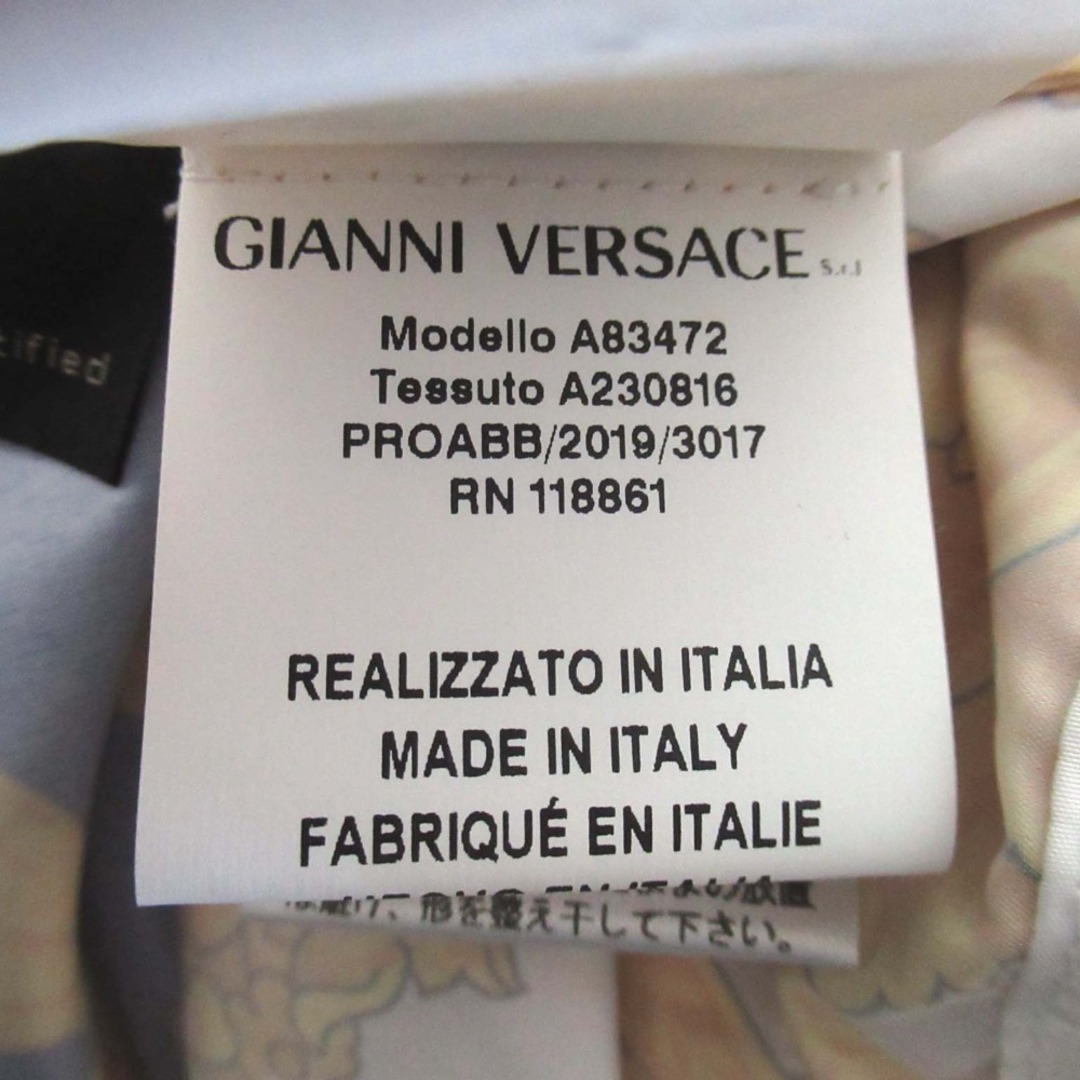 GIANNI VERSACE S.r.l
Modello A83472
Tessuto A230816
PROABB/2019/3017
RN 118861
REALIZZATO IN ITALIA
MADE IN ITALY
FABRIQUÉ EN ITALIE
形を整え干して下さい。
tified